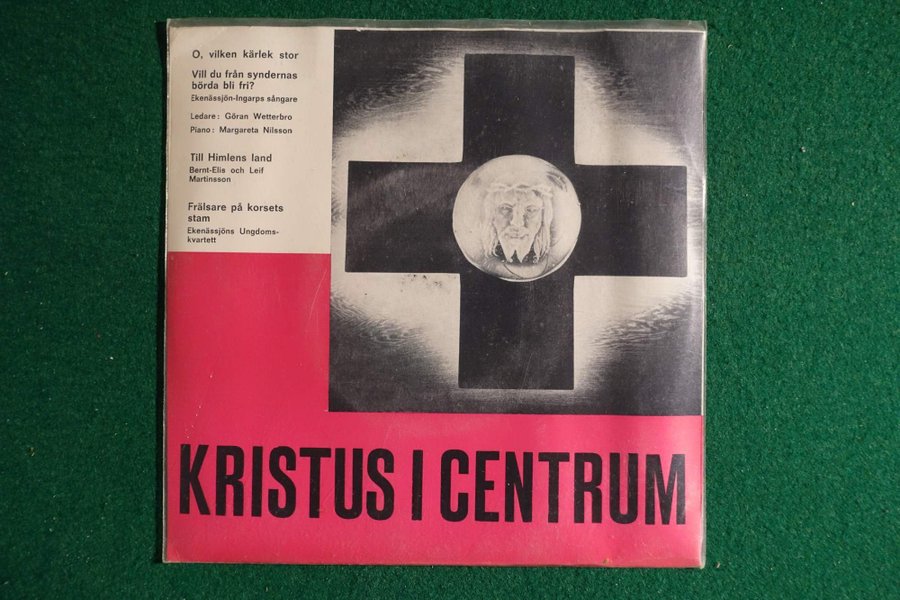 O, vilken kärlek stor
Vill du från syndernas
börda bli fri?
Ekenässjön-Ingarps sångare
Ledare: Göran Wetterbro
Piano: Margareta Nilsson
Till Himlens land
Bernt-Elis och Leif
Martinsson
Frälsare på korsets
stam
Ekenässjöns Ungdoms-
kvartett
KRISTUS I CENTRUM